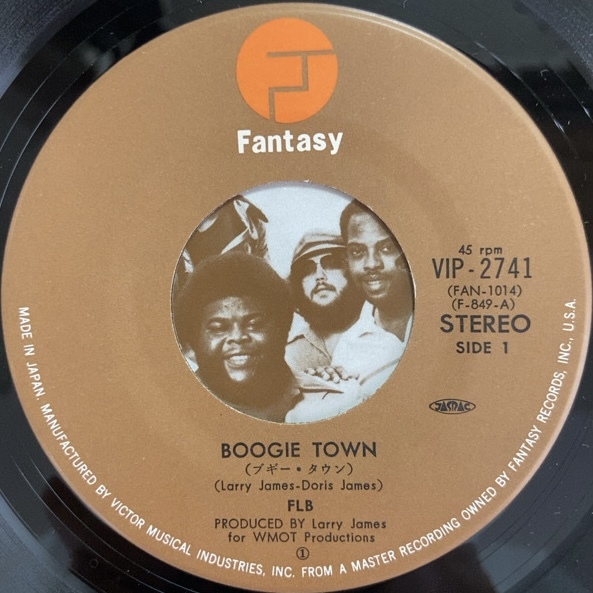 Fantasy
45 rpm
VIP-2741
(FAN-1014)
(F-849-A)
STEREO
SIDE 1
JASRAC
BOOGIE TOWN
(ブギー・タウン)
(Larry James-Doris James)
FLB
PRODUCED BY Larry James
for WMOT Productions
①
MADE IN JAPAN. MANUFACTURED BY VICTOR MUSICAL INDUSTRIES, INC. FROM A MASTER RECORDING OWNED BY FANTASY RECORDS, INC., U.S.A.